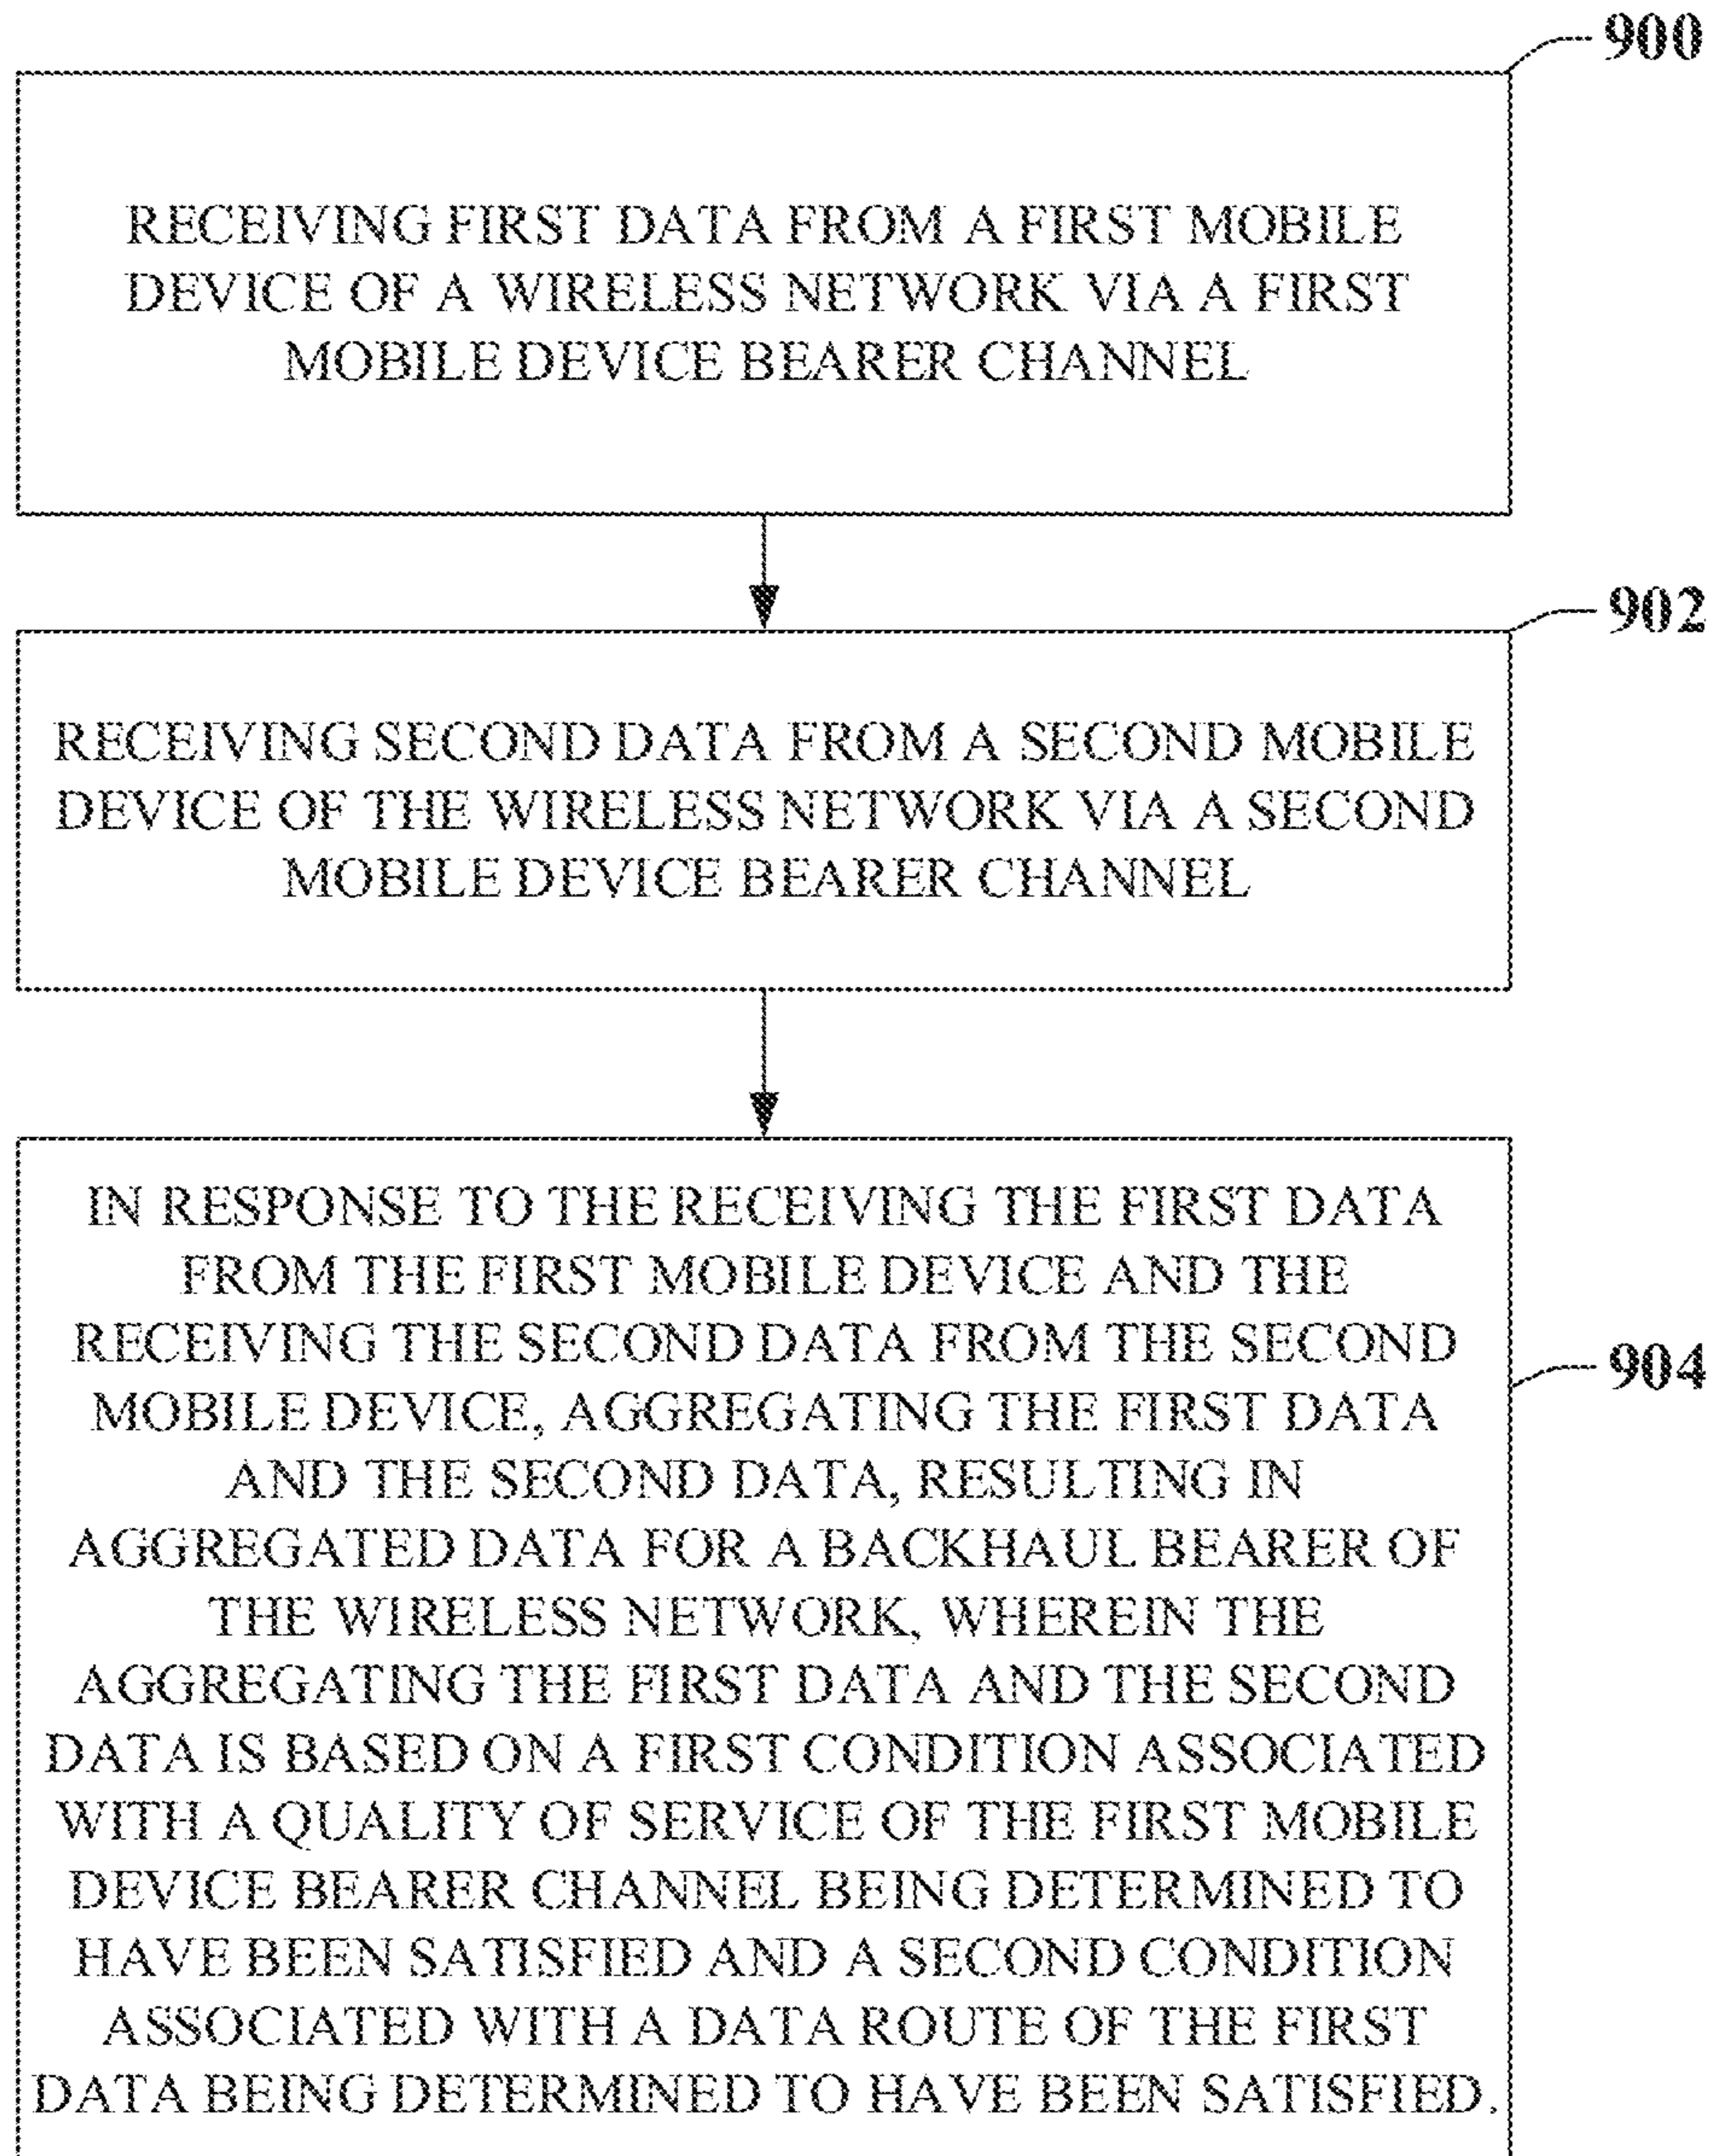 900
RECEIVING FIRST DATA FROM A FIRST MOBILE
DEVICE OF A WIRELESS NETWORK VIA A FIRST
MOBILE DEVICE BEARER CHANNEL
902
RECEIVING SECOND DATA FROM A SECOND MOBILE
DEVICE OF THE WIRELESS NETWORK VIA A SECOND
MOBILE DEVICE BEARER CHANNEL
IN RESPONSE TO THE RECEIVING THE FIRST DATA
FROM THE FIRST MOBILE DEVICE AND THE
RECEIVING THE SECOND DATA FROM THE SECOND
904
MOBILE DEVICE, AGGREGATING THE FIRST DATA
AND THE SECOND DATA, RESULTING IN
AGGREGATED DATA FOR A BACKHAUL BEARER OF
THE WIRELESS NETWORK, WHEREIN THE
AGGREGATING THE FIRST DATA AND THE SECOND
DATA IS BASED ON A FIRST CONDITION ASSOCIATED
WITH A QUALITY OF SERVICE OF THE FIRST MOBILE
DEVICE BEARER CHANNEL BEING DETERMINED TO
HAVE BEEN SATISFIED AND A SECOND CONDITION
ASSOCIATED WITH A DATA ROUTE OF THE FIRST
DATA BEING DETERMINED TO HAVE BEEN SATISFIED.